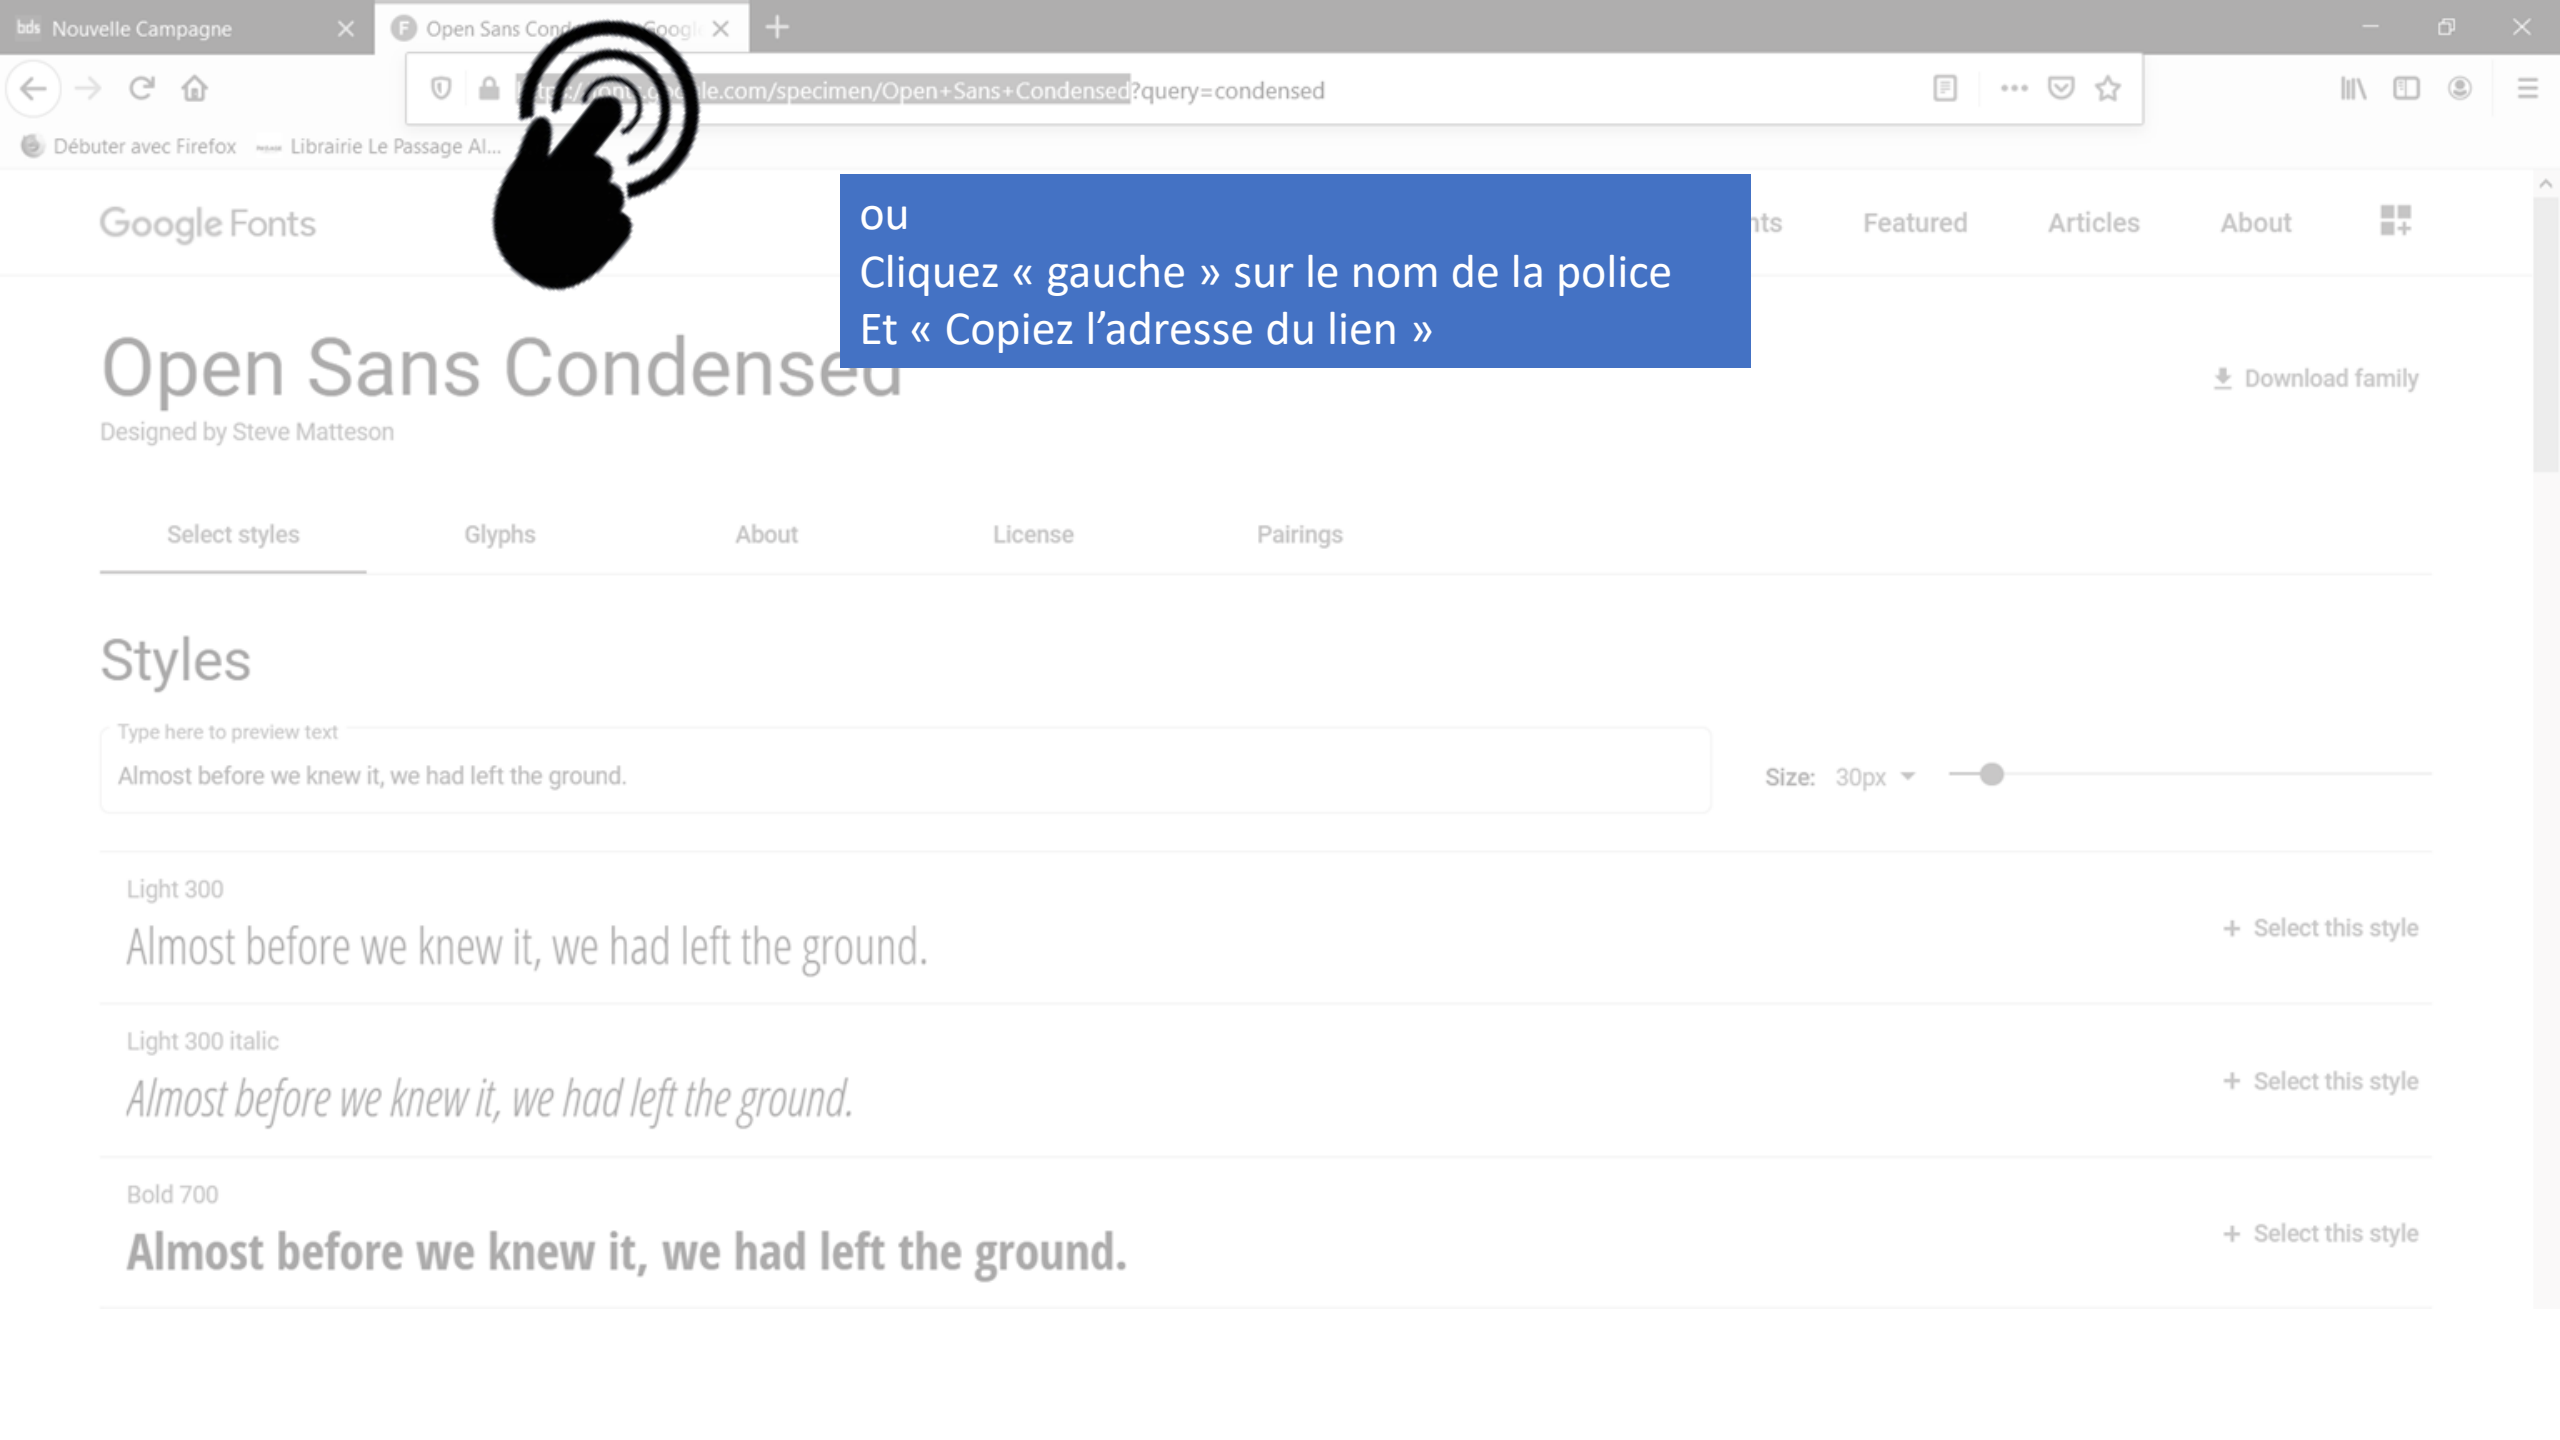 bds Nouvelle Campagne
Open Sans
/specimen/Open+Sans+Condensed?query=condensed
Débuter avec Firefox Librairie Le Passage Al...
Google Fonts
Featured Articles About
ou
Cliquez « gauche » sur le nom de la police
Et « Copiez l’adresse du lien »
Open Sans Condensed
Download family
Designed by Steve Matteson
Select styles Glyphs About License Pairings
Styles
Type here to preview text
Almost before we knew it, we had left the ground.
Size: 30px
Light 300
Almost before we knew it, we had left the ground.
+ Select this style
Light 300 italic
Almost before we knew it, we had left the ground.
+ Select this style
Bold 700
Almost before we knew it, we had left the ground.
+ Select this style